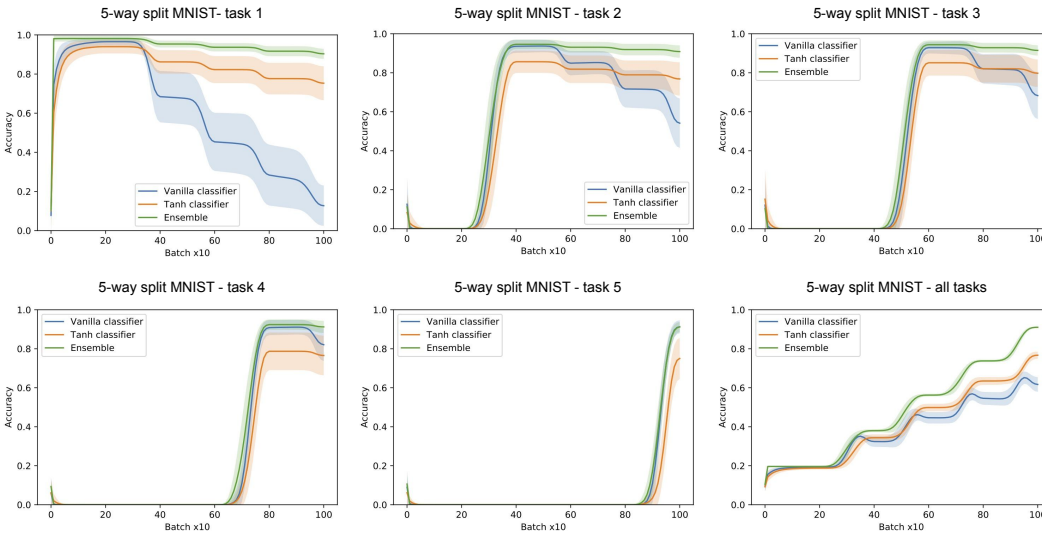 5-way split MNIST- task 1
1.0
0.8
0.6
0.4
0.2
0.0
Accuracy
Vanilla classifier
Tanh classifier
Ensemble
0 20 40 60 80 100
Batch x10
5-way split MNIST - task 2
1.0
0.8
0.6
0.4
0.2
0.0
Accuracy
Vanilla classifier
Tanh classifier
Ensemble
0 20 40 60 80 100
Batch x10
5-way split MNIST - task 3
1.0
0.8
0.6
0.4
0.2
0.0
Accuracy
Vanilla classifier
Tanh classifier
Ensemble
0 20 40 60 80 100
Batch x10
5-way split MNIST - task 4
1.0
0.8
0.6
0.4
0.2
0.0
Accuracy
Vanilla classifier
Tanh classifier
Ensemble
0 20 40 60 80 100
Batch x10
5-way split MNIST - task 5
1.0
0.8
0.6
0.4
0.2
0.0
Accuracy
Vanilla classifier
Tanh classifier
Ensemble
0 20 40 60 80 100
Batch x10
5-way split MNIST - all tasks
1.0
0.8
0.6
0.4
0.2
0.0
Accuracy
Vanilla classifier
Tanh classifier
Ensemble
0 20 40 60 80 100
Batch x10